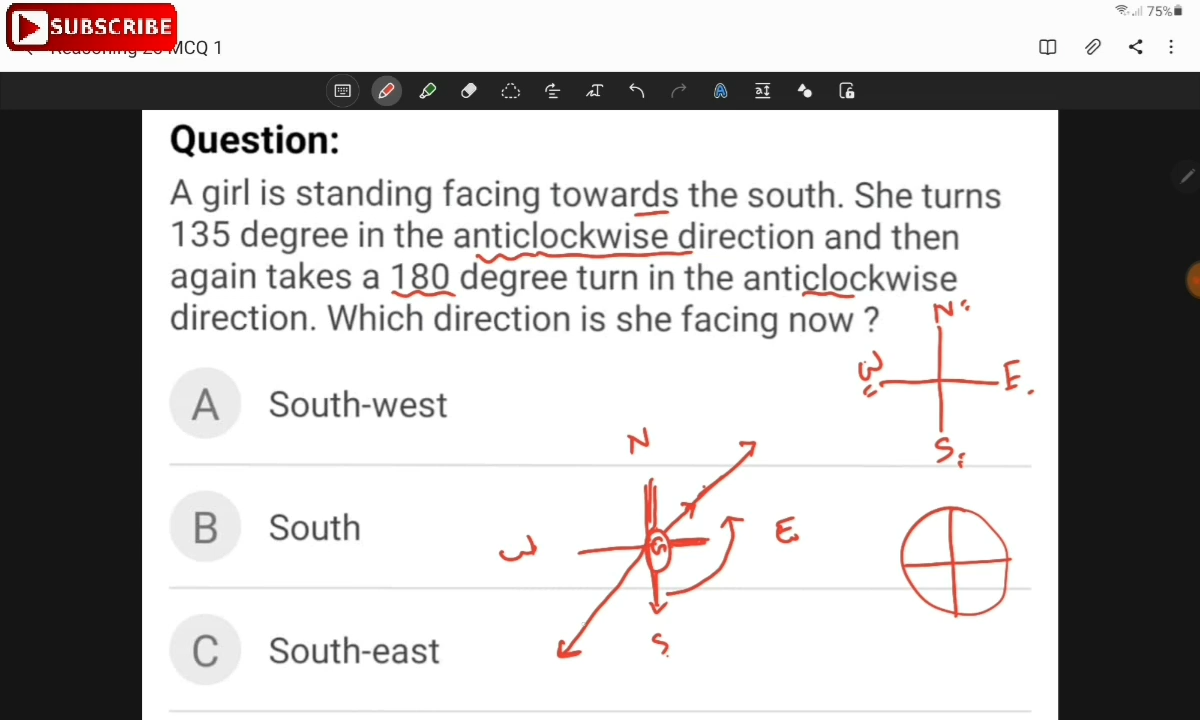 SUBSCRIBE
75%
Reasoning MCQ 1
Question:
A girl is standing facing towards the south. She turns
135 degree in the anticlockwise direction and then
again takes a 180 degree turn in the anticlockwise
direction. Which direction is she facing now ?
N
W
E
S
A South-west
N
B South
W
E
G
S
C South-east